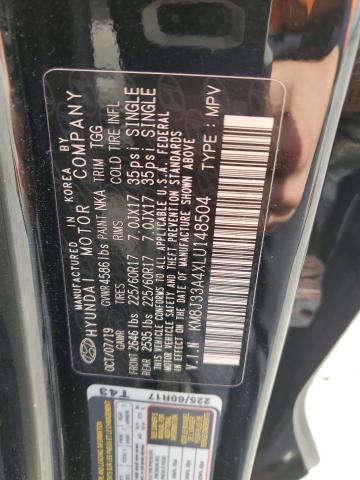 MANUFACTURED IN KOREA BY
HYUNDAI MOTOR COMPANY
OCT/07/19 GVWR4586lbs PAINT NKA TRIM TGG
GAWR TIRES RIMS COLD TIRE INFL
FRONT 2646 lbs 225/60R17 7.0JX17 35psi SINGLE
REAR 2535 lbs 225/60R17 7.0JX17 35psi SINGLE
THIS VEHICLE CONFORMS TO ALL APPLICABLE FEDERAL
MOTOR VEHICLE SAFETY AND
THEFT PREVENTION STANDARDS
IN EFFECT ON THE DATE OF MANUFACTURE SHOWN ABOVE.
V.I.N KM8J33A4XLU148504 TYPE: MPV
225/60R17
T43